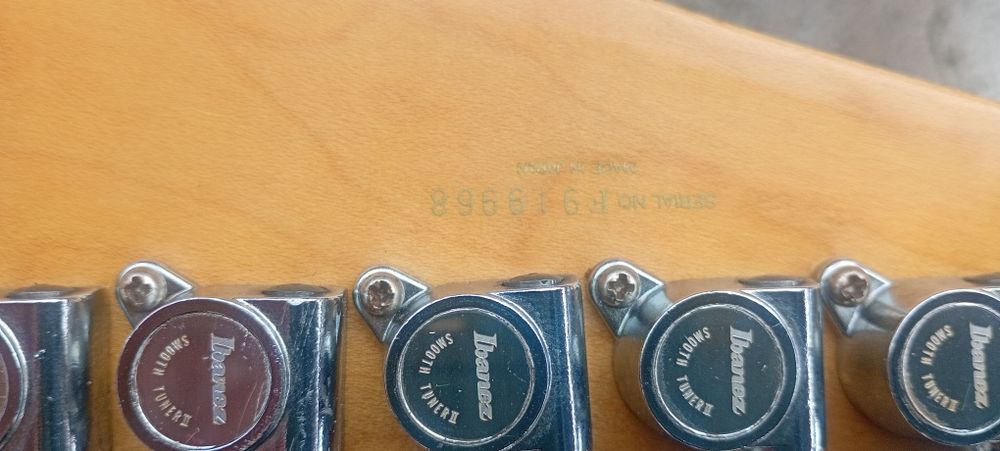 SERIAL NO. F919968
MADE IN JAPAN
Ibanez
SMOOTH TUNER II
Ibanez
SMOOTH TUNER II
Ibanez
SMOOTH TUNER II
Ibanez
SMOOTH TUNER II